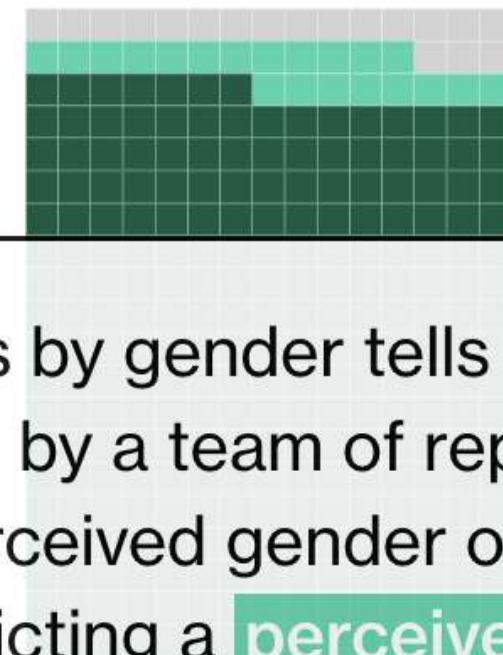 s by gender tells
by a team of rep
rceived gender o
icting a perceive